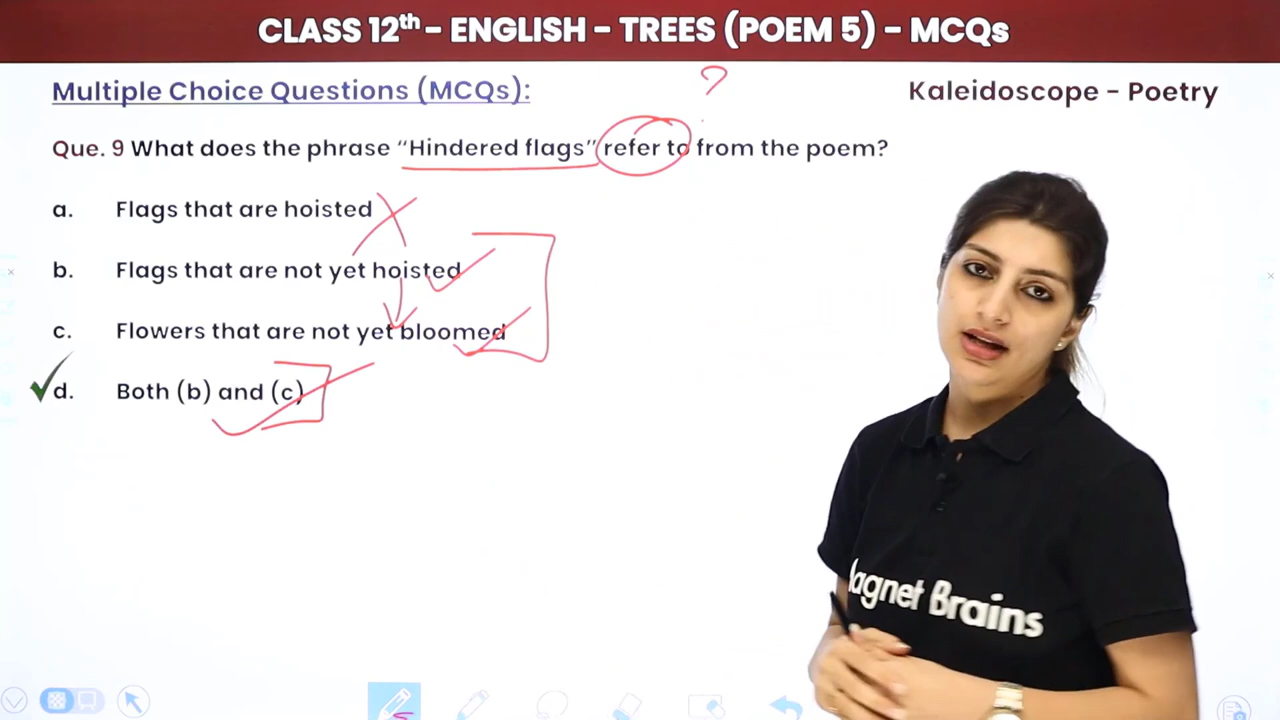 CLASS 12th - ENGLISH - TREES (POEM 5) - MCQs
Multiple Choice Questions (MCQs):
Kaleidoscope - Poetry
?
Que. 9 What does the phrase “Hindered flags” refer to from the poem?
a. Flags that are hoisted
b. Flags that are not yet hoisted
c. Flowers that are not yet bloomed
d. Both (b) and (c)
agnet Brains